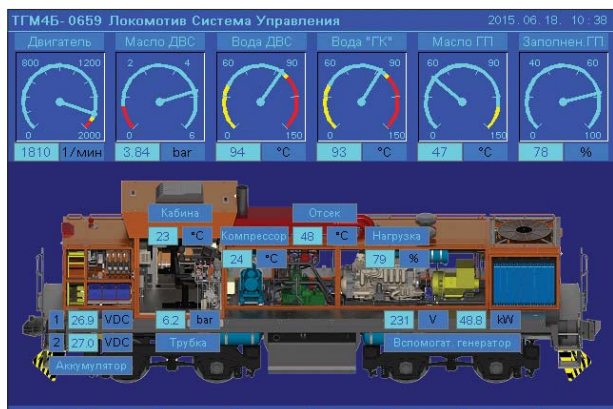 ТГМ4Б-0659 Локомотив Система Управления 2015.06.18. 10:38
Двигатель Масло ДВС Вода ДВС Вода "ГК" Масло ГП Заполнен.ГП
800 1200 2 4 60 90 60 90 60 90 40 60
0 2000 0 6 0 150 0 150 0 150 0 100
1810 1/мин 3.84 bar 94 °C 93 °C 47 °C 78 %
Кабина Отсек
23 °C Компрессор 48 °C Нагрузка
24 °C 79 %
1 26.9 VDC 6.2 bar 231 V 48.8 kW
2 27.0 VDC Трубка Вспомогат. генератор
Аккумулятор